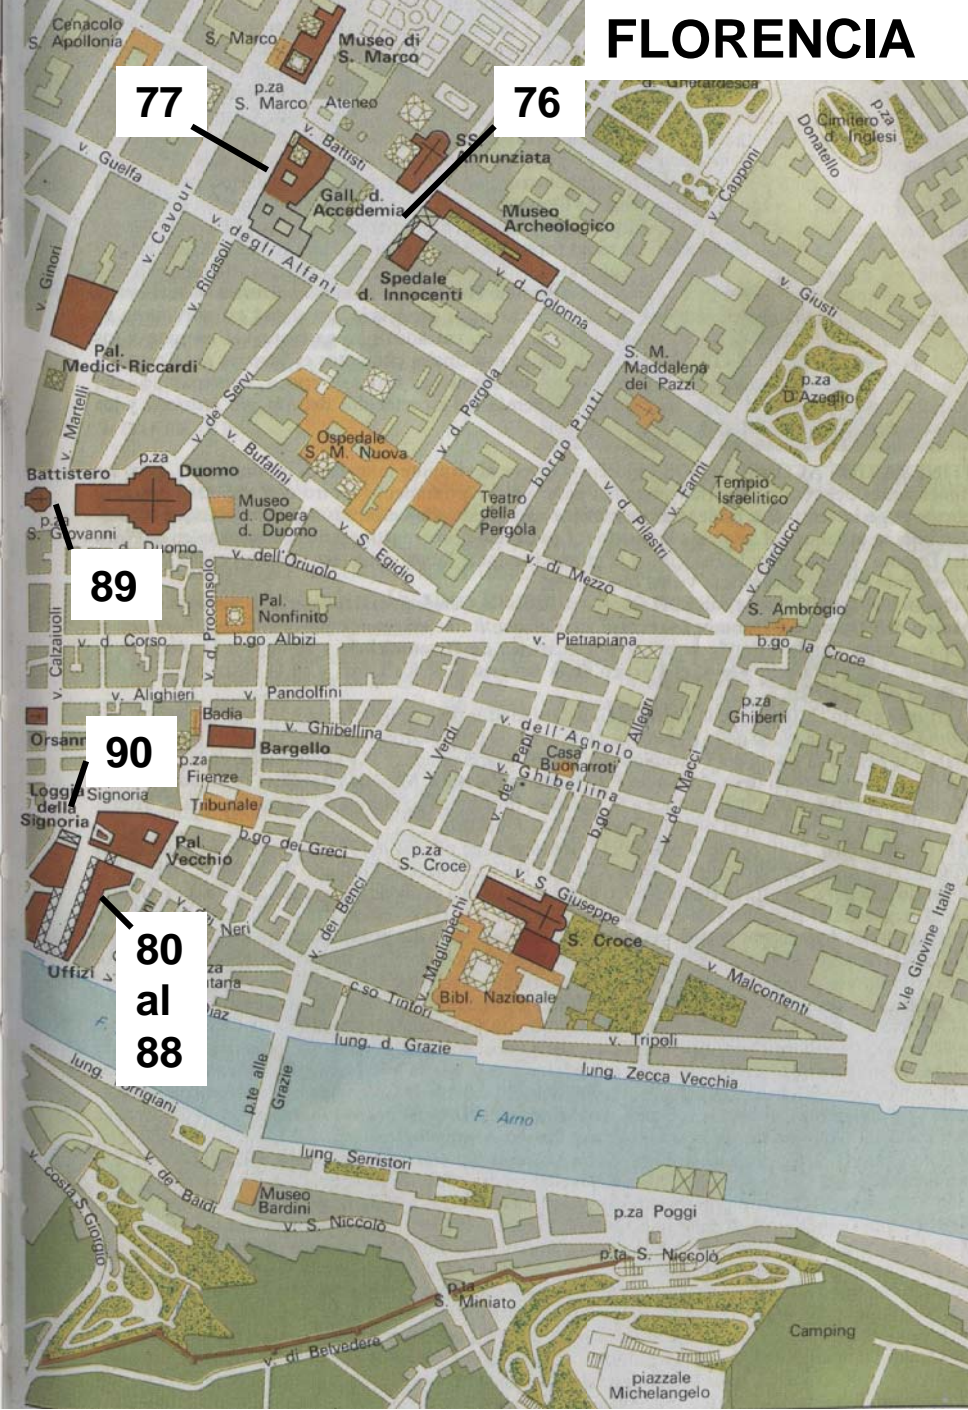 FLORENCIA
Cenacolo
S. Apollonia
S. Marco
Museo di
S. Marco
77
p.za
S. Marco
Ateneo
76
d. Gherardesca
Cimitero
d. Inglesi
p.za
Donatello
v. Guelfa
v. Battisti
SS.
Annunziata
v. Capponi
Gall. d.
Accademia
Museo
Archeologico
v. Cavour
v. degli Alfani
v. Ricasoli
v. Ginori
Spedale
d. Innocenti
v. d. Colonna
v. Giusti
Pal.
Medici-Riccardi
S. M.
Maddalena
dei Pazzi
p.za
D'Azeglio
v. Martelli
v. de' Servi
v. Bufalini
Ospedale
S. M. Nuova
v. d. Pergola
borgo Pinti
Battistero
p.za
Duomo
Museo
d. Opera
d. Duomo
Teatro
della
Pergola
v. d. Pilastri
v. Farini
Tempio
Israelitico
p.za
S. Giovanni
d. Duomo
89
v. dell'Oriuolo
v. S. Egidio
v. di Mezzo
v. Carducci
Pal.
Nonfinito
S. Ambrogio
v. Calzaiuoli
v. d. Corso
v. d. Proconsolo
b.go Albizi
v. Pietrapiana
b.go la Croce
v. Alighieri
v. Pandolfini
p.za
Ghiberti
Badia
Bargello
v. Ghibellina
v. Verdi
v. dell'Agnolo
Allegri
b.go
Casa
Buonarroti
v. Ghibellina
v. de' Pepi
v. de' Macci
90
p.za
Firenze
Loggia
della
Signoria
Signoria
Tribunale
Pal.
Vecchio
b.go dei Greci
p.za
S. Croce
v. S. Giuseppe
v. dei Benci
Neri
80
al
88
Uffizi
v. Magliabechi
S. Croce
Bibl. Nazionale
c.so Tintori
v. Malcontenti
v.le Giovine Italia
v. Tripoli
lung. d. Grazie
lung. Zecca Vecchia
p.te alle
Grazie
F. Arno
lung.
lung. Serristori
v. de' Bardi
v. costa S. Giorgio
Museo
Bardini
v. S. Niccolò
p.za Poggi
p.ta S. Niccolò
p.ta
S. Miniato
v. di Belvedere
Camping
piazzale
Michelangelo